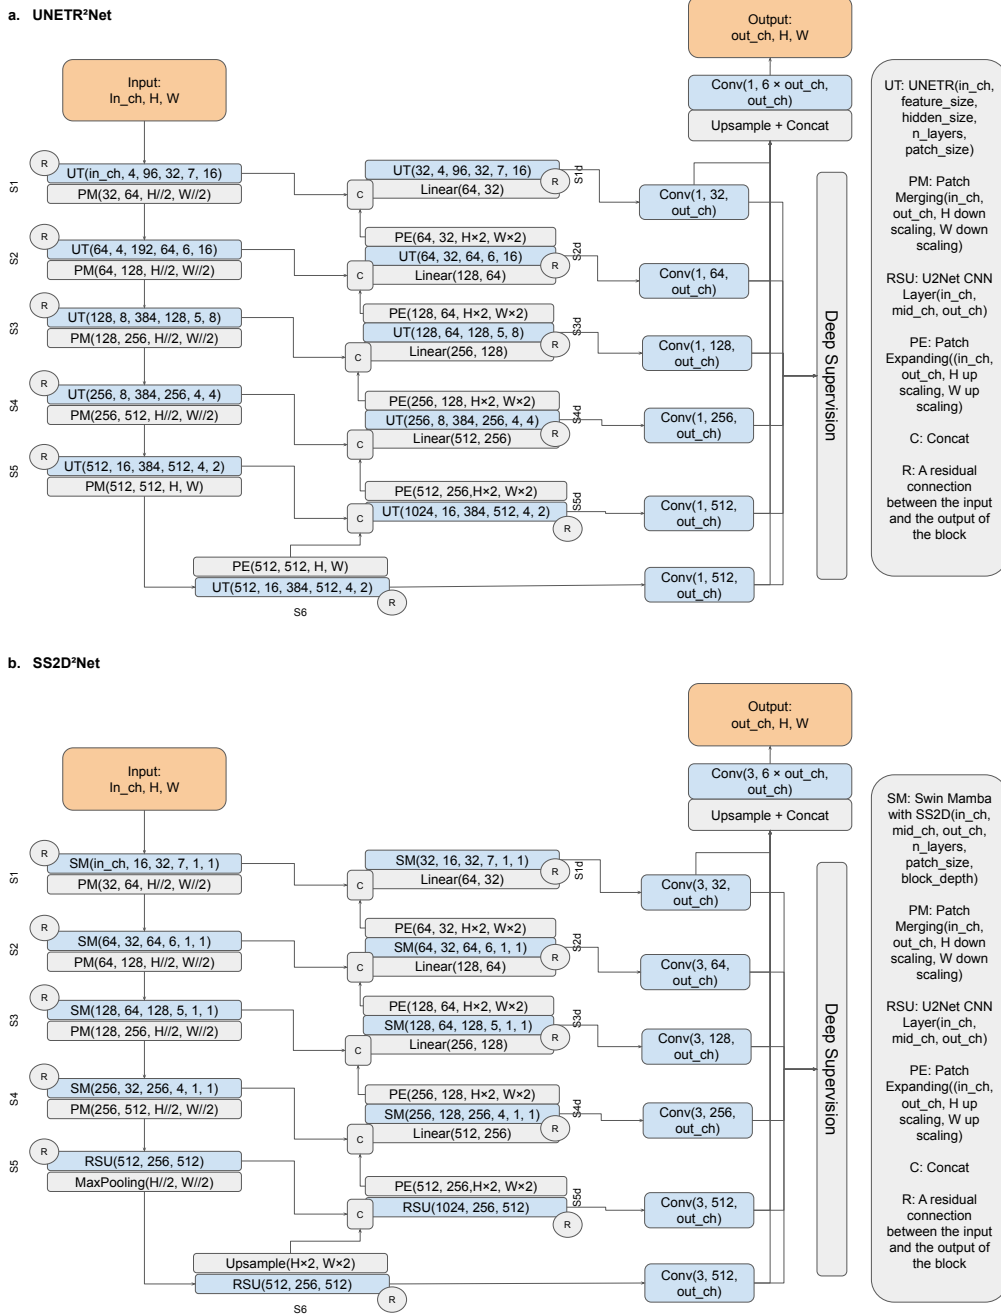 a. UNETR²Net
Input:
In_ch, H, W
Output:
out_ch, H, W
Conv(1, 6 × out_ch,
out_ch)
Upsample + Concat
S1
R
UT(in_ch, 4, 96, 32, 7, 16)
PM(32, 64, H//2, W//2)
S2
R
UT(64, 4, 192, 64, 6, 16)
PM(64, 128, H//2, W//2)
S3
R
UT(128, 8, 384, 128, 5, 8)
PM(128, 256, H//2, W//2)
S4
R
UT(256, 8, 384, 256, 4, 4)
PM(256, 512, H//2, W//2)
S5
R
UT(512, 16, 384, 512, 4, 2)
PM(512, 512, H, W)
PE(512, 512, H, W)
UT(512, 16, 384, 512, 4, 2)
R
S6
UT(32, 4, 96, 32, 7, 16)
Linear(64, 32)
C
R
S1d
PE(64, 32, H×2, W×2)
UT(64, 32, 64, 6, 16)
Linear(128, 64)
C
R
S2d
PE(128, 64, H×2, W×2)
UT(128, 64, 128, 5, 8)
Linear(256, 128)
C
R
S3d
PE(256, 128, H×2, W×2)
UT(256, 8, 384, 256, 4, 4)
Linear(512, 256)
C
R
S4d
PE(512, 256,H×2, W×2)
UT(1024, 16, 384, 512, 4, 2)
C
R
S5d
Conv(1, 32,
out_ch)
Conv(1, 64,
out_ch)
Conv(1, 128,
out_ch)
Conv(1, 256,
out_ch)
Conv(1, 512,
out_ch)
Conv(1, 512,
out_ch)
Deep Supervision
UT: UNETR(in_ch,
feature_size,
hidden_size,
n_layers,
patch_size)
PM: Patch
Merging(in_ch,
out_ch, H down
scaling, W down
scaling)
RSU: U2Net CNN
Layer(in_ch,
mid_ch, out_ch)
PE: Patch
Expanding((in_ch,
out_ch, H up
scaling, W up
scaling)
C: Concat
R: A residual
connection
between the input
and the output of
the block
b. SS2D²Net
Input:
In_ch, H, W
Output:
out_ch, H, W
Conv(3, 6 × out_ch,
out_ch)
Upsample + Concat
S1
R
SM(in_ch, 16, 32, 7, 1, 1)
PM(32, 64, H//2, W//2)
S2
R
SM(64, 32, 64, 6, 1, 1)
PM(64, 128, H//2, W//2)
S3
R
SM(128, 64, 128, 5, 1, 1)
PM(128, 256, H//2, W//2)
S4
R
SM(256, 32, 256, 4, 1, 1)
PM(256, 512, H//2, W//2)
S5
R
RSU(512, 256, 512)
MaxPooling(H//2, W//2)
Upsample(H×2, W×2)
RSU(512, 256, 512)
R
S6
SM(32, 16, 32, 7, 1, 1)
Linear(64, 32)
C
R
S1d
PE(64, 32, H×2, W×2)
SM(64, 32, 64, 6, 1, 1)
Linear(128, 64)
C
R
S2d
PE(128, 64, H×2, W×2)
SM(128, 64, 128, 5, 1, 1)
Linear(256, 128)
C
R
S3d
PE(256, 128, H×2, W×2)
SM(256, 128, 256, 4, 1, 1)
Linear(512, 256)
C
R
S4d
PE(512, 256,H×2, W×2)
RSU(1024, 256, 512)
C
R
S5d
Conv(3, 32,
out_ch)
Conv(3, 64,
out_ch)
Conv(3, 128,
out_ch)
Conv(3, 256,
out_ch)
Conv(3, 512,
out_ch)
Conv(3, 512,
out_ch)
Deep Supervision
SM: Swin Mamba
with SS2D(in_ch,
mid_ch, out_ch,
n_layers,
patch_size,
block_depth)
PM: Patch
Merging(in_ch,
out_ch, H down
scaling, W down
scaling)
RSU: U2Net CNN
Layer(in_ch,
mid_ch, out_ch)
PE: Patch
Expanding((in_ch,
out_ch, H up
scaling, W up
scaling)
C: Concat
R: A residual
connection
between the input
and the output of
the block